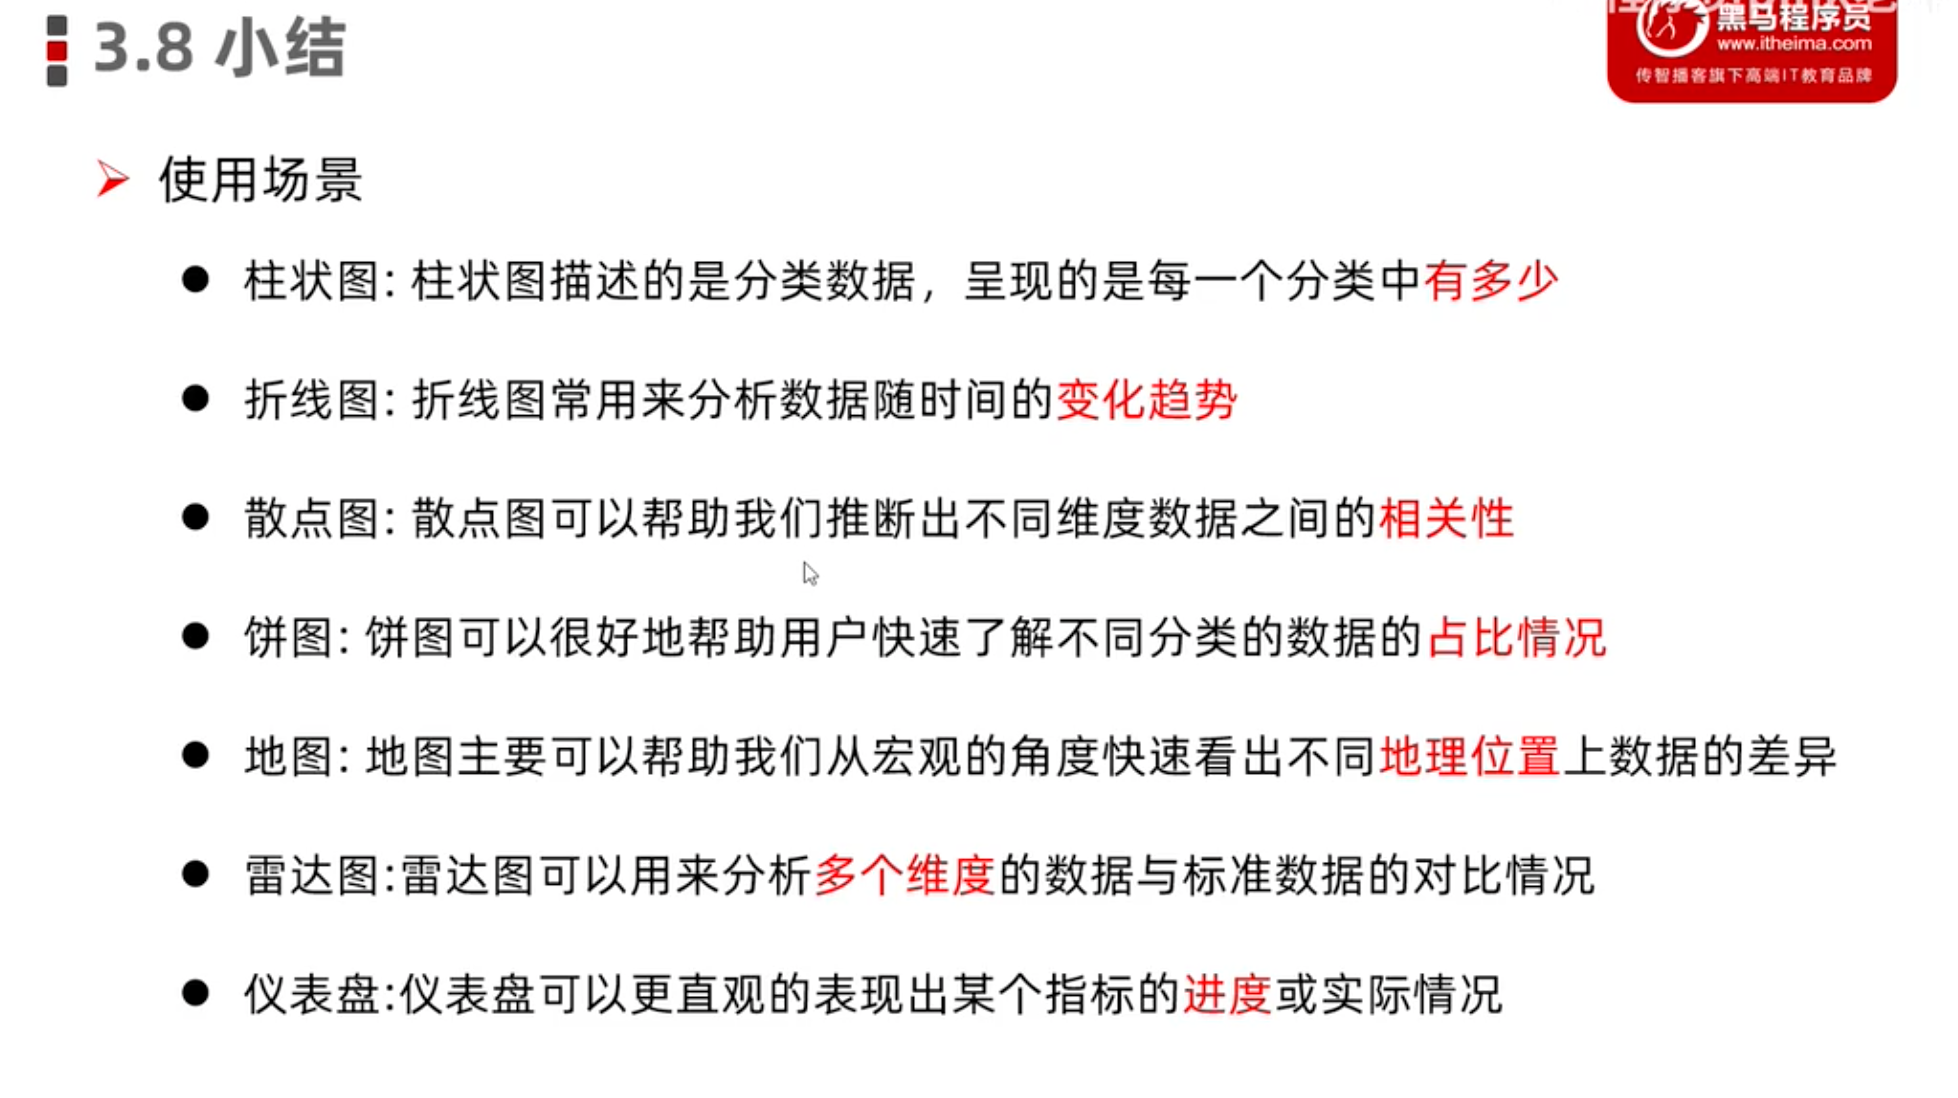 3.8 小结
黑马程序员
www.itheima.com
传智播客旗下高端IT教育品牌
使用场景
柱状图: 柱状图描述的是分类数据，呈现的是每一个分类中有多少
折线图: 折线图常用来分析数据随时间的变化趋势
散点图: 散点图可以帮助我们推断出不同维度数据之间的相关性
饼图: 饼图可以很好地帮助用户快速了解不同分类的数据的占比情况
地图: 地图主要可以帮助我们从宏观的角度快速看出不同地理位置上数据的差异
雷达图:雷达图可以用来分析多个维度的数据与标准数据的对比情况
仪表盘:仪表盘可以更直观的表现出某个指标的进度或实际情况